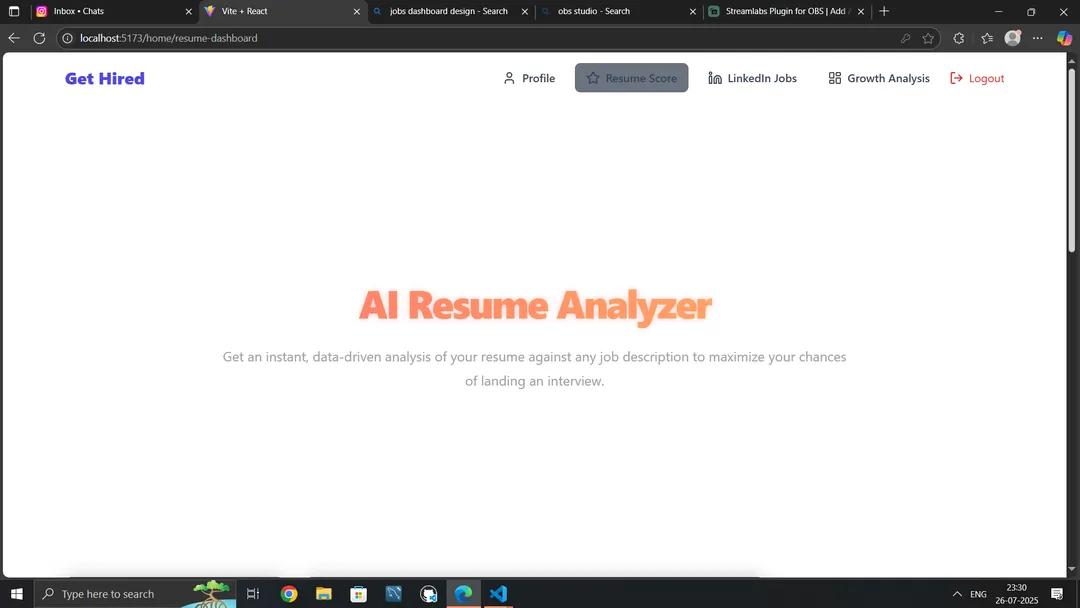 Inbox • Chats
Vite + React
jobs dashboard design - Search
obs studio - Search
Streamlabs Plugin for OBS | Add
localhost:5173/home/resume-dashboard
Get Hired
Profile
Resume Score
LinkedIn Jobs
Growth Analysis
Logout
AI Resume Analyzer
Get an instant, data-driven analysis of your resume against any job description to maximize your chances
of landing an interview.
Type here to search
ENG
23:30
26-07-2025